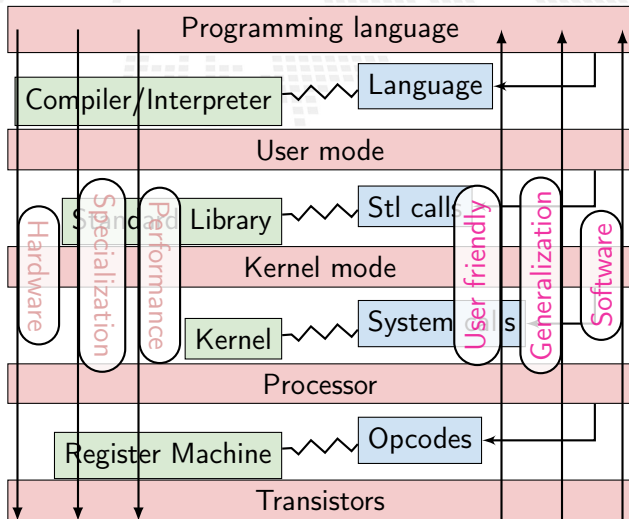 Programming language
Compiler/Interpreter
Language
User mode
Standard Library
Stl calls
Kernel mode
Kernel
System calls
Processor
Register Machine
Opcodes
Transistors
Hardware
Specialization
Performance
User friendly
Generalization
Software